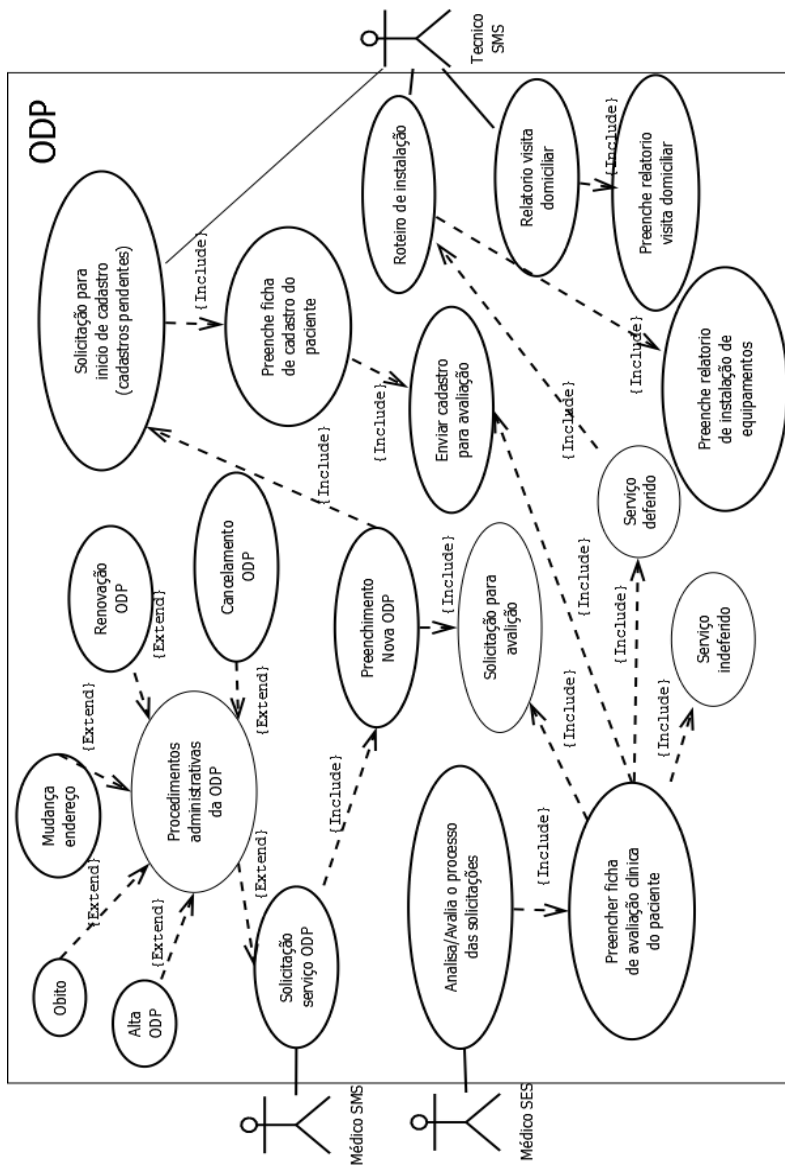 ODP
Obito
Alta
ODP
Mudança
endereço
Renovação
ODP
Cancelamento
ODP
Procedimentos
administrativas
da ODP
{Extend}
{Extend}
{Extend}
{Extend}
{Extend}
{Extend}
Médico SMS
Solicitação
serviço ODP
{Include}
Preenchimento
Nova ODP
{Include}
Solicitação para
inicio de cadastro
(cadastros pendentes)
{Include}
Preenche ficha
de cadastro do
paciente
{Include}
Enviar cadastro
para avaliação
{Include}
Solicitação para
avalição
Médico SES
Analisa/Avalia o processo
das solicitações
{Include}
Preencher ficha
de avaliação clínica
do paciente
{Include}
{Include}
{Include}
{Include}
Serviço
deferido
Serviço
indeferido
{Include}
Tecnico
SMS
Roteiro de instalação
{Include}
Preenche relatorio
de instalação de
equipamentos
Relatorio visita
domiciliar
{Include}
Preenche relatorio
visita domiciliar